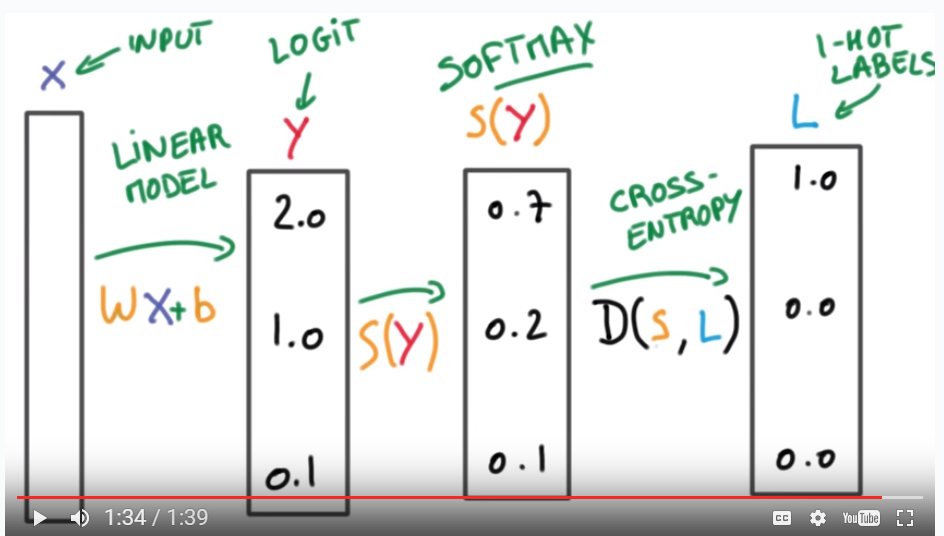 INPUT
X
LINEAR
MODEL
WX+b
LOGIT
Y
2.0
1.0
0.1
S(Y)
SOFTMAX
S(Y)
0.7
0.2
0.1
CROSS-
ENTROPY
D(S,L)
1-HOT
LABELS
L
1.0
0.0
0.0
1:34 / 1:39
CC
YouTube